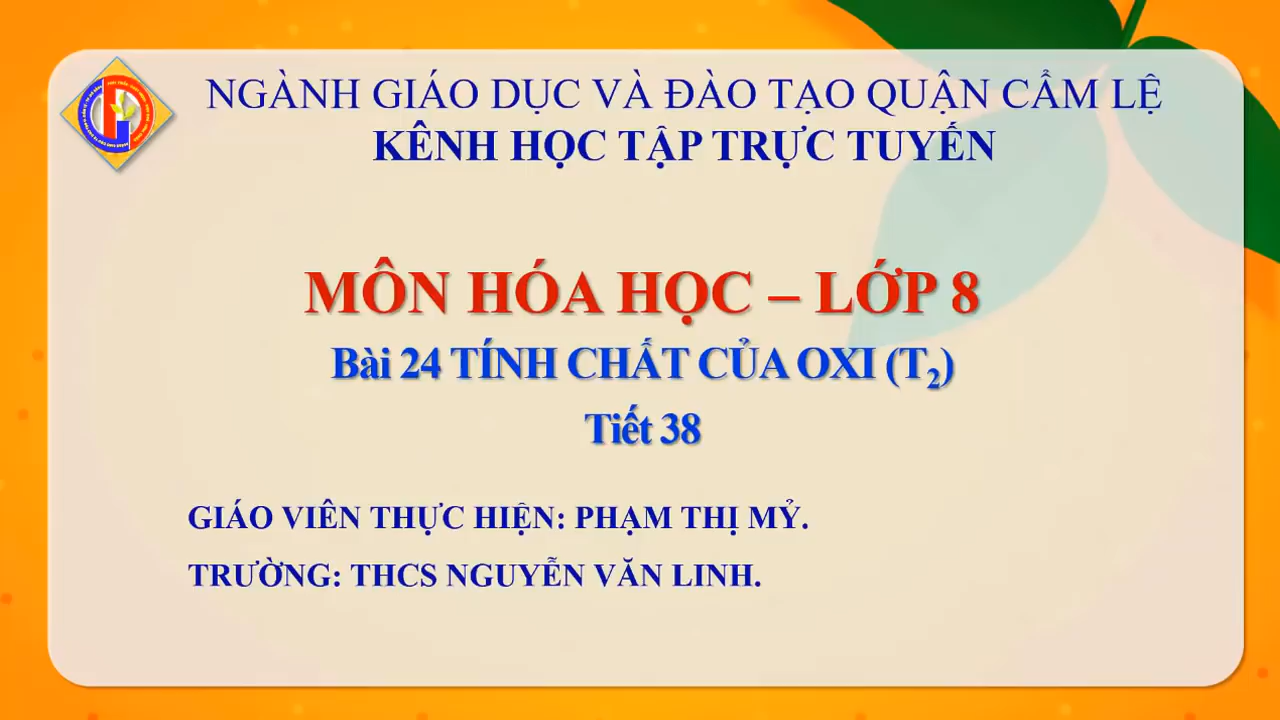 NGÀNH GIÁO DỤC VÀ ĐÀO TẠO QUẬN CẨM LỆ
KÊNH HỌC TẬP TRỰC TUYẾN
MÔN HÓA HỌC – LỚP 8
Bài 24 TÍNH CHẤT CỦA OXI (T₂)
Tiết 38
GIÁO VIÊN THỰC HIỆN: PHẠM THỊ MỶ.
TRƯỜNG: THCS NGUYỄN VĂN LINH.